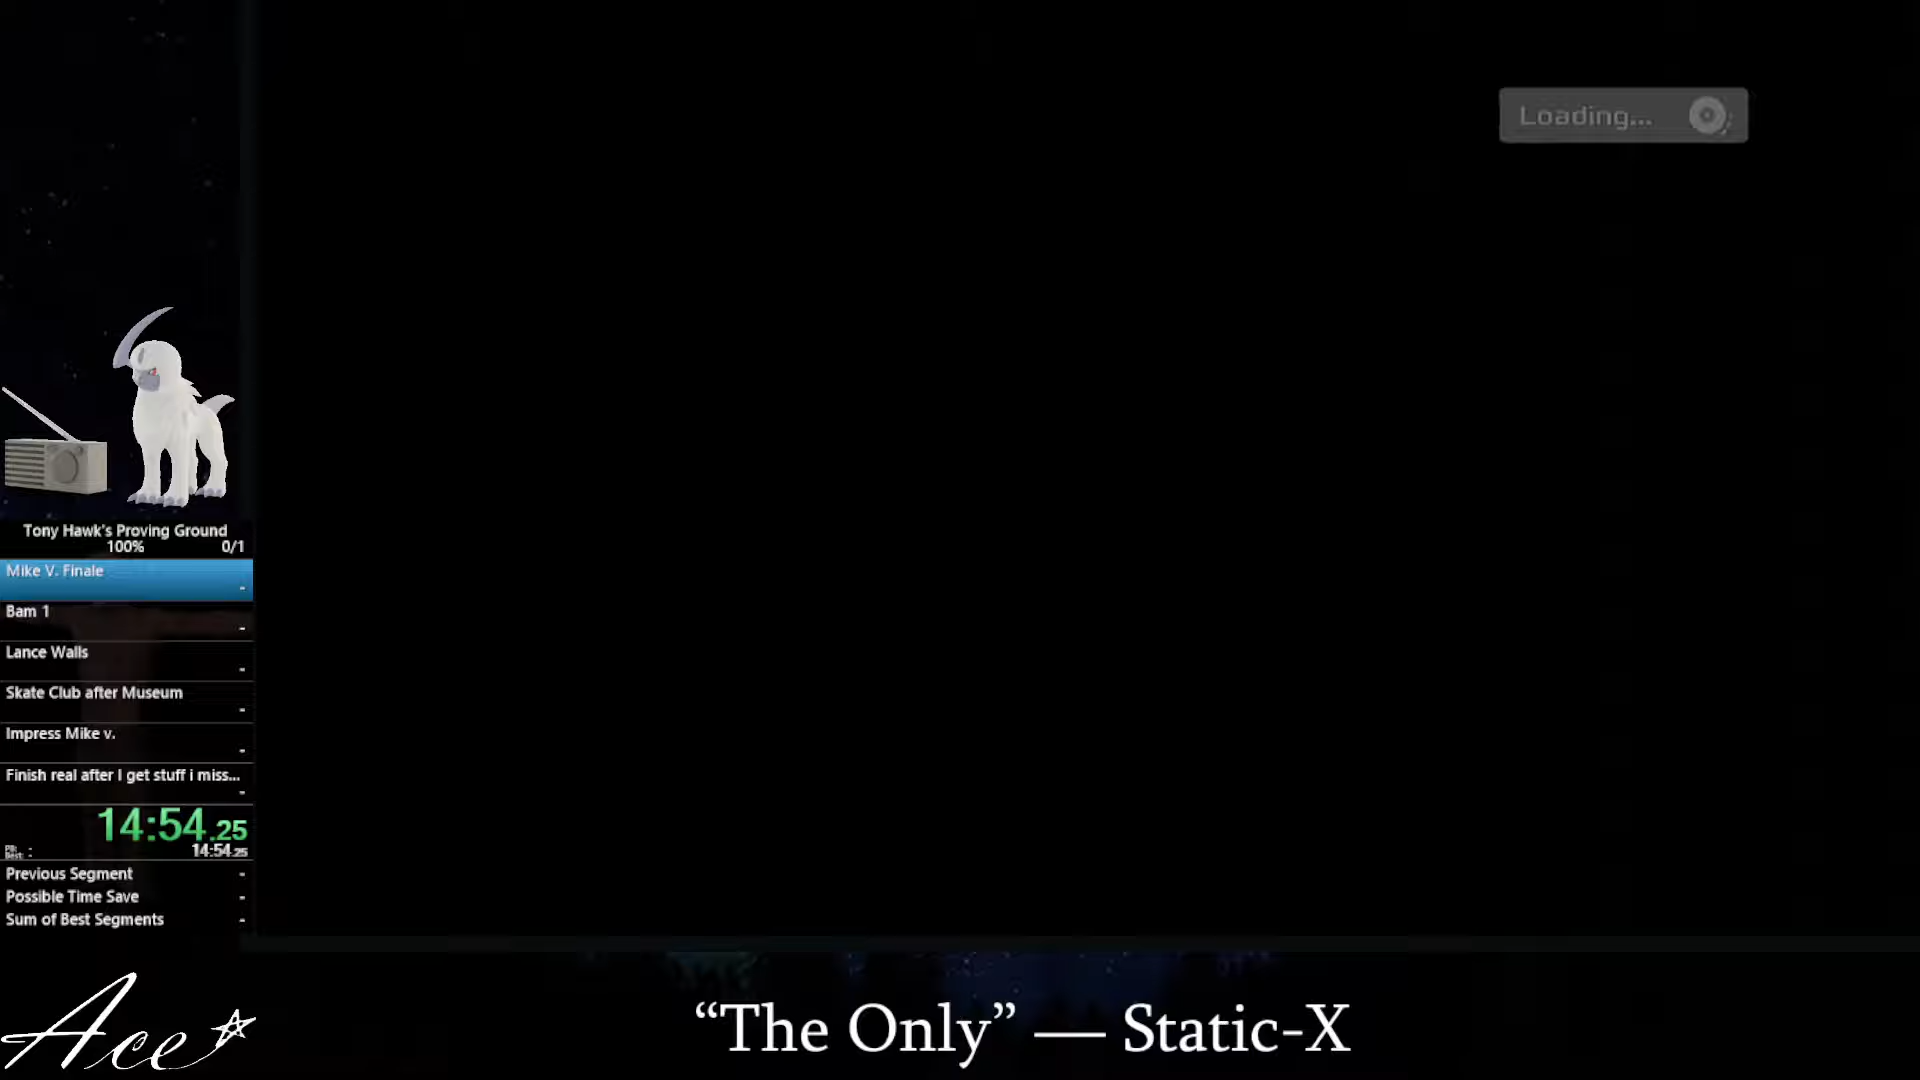 Loading...
Tony Hawk's Proving Ground
100% 0/1
Mike V. Finale
-
Bam 1
-
Lance Walls
-
Skate Club after Museum
-
Impress Mike v.
-
Finish real after I get stuff i miss...
-
14:54.25
PB:
Best: :
14:54.25
Previous Segment -
Possible Time Save -
Sum of Best Segments -
Ace
“The Only” — Static-X